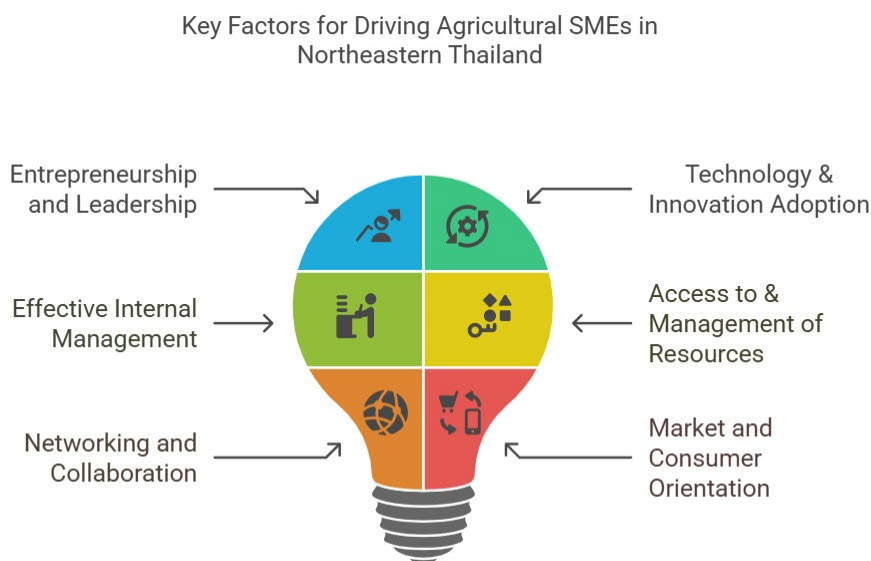 Key Factors for Driving Agricultural SMEs in
Northeastern Thailand
Entrepreneurship
and Leadership
Technology &
Innovation Adoption
Effective Internal
Management
Access to &
Management of
Resources
Networking and
Collaboration
Market and
Consumer
Orientation